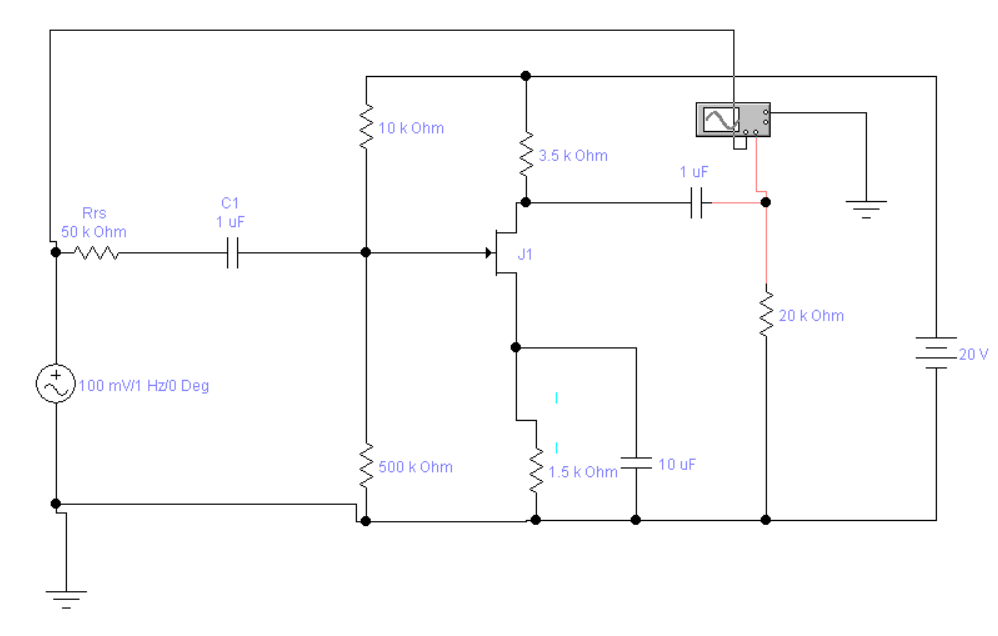 10 k Ohm
3.5 k Ohm
1 uF
Rrs
50 k Ohm
C1
1 uF
J1
20 k Ohm
20 V
100 mV/1 Hz/0 Deg
500 k Ohm
1.5 k Ohm
10 uF